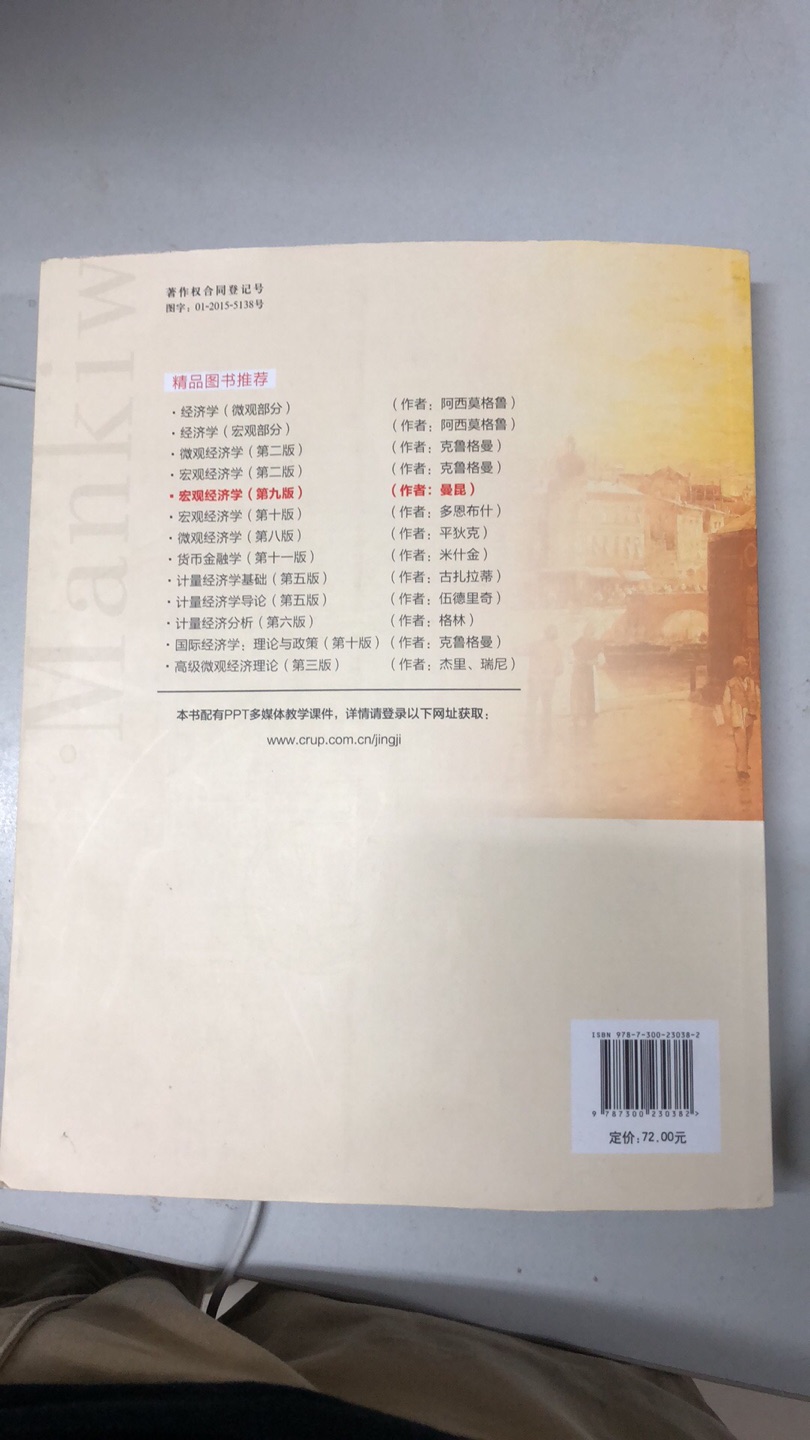 Mankiw
著作权合同登记号
图字：01-2015-5138号
精品图书推荐
·经济学（微观部分）（作者：阿西莫格鲁）
·经济学（宏观部分）（作者：阿西莫格鲁）
·微观经济学（第二版）（作者：克鲁格曼）
·宏观经济学（第二版）（作者：克鲁格曼）
·宏观经济学（第九版）（作者：曼昆）
·宏观经济学（第十版）（作者：多恩布什）
·微观经济学（第八版）（作者：平狄克）
·货币金融学（第十一版）（作者：米什金）
·计量经济学基础（第五版）（作者：古扎拉蒂）
·计量经济学导论（第五版）（作者：伍德里奇）
·计量经济分析（第六版）（作者：格林）
·国际经济学：理论与政策（第十版）（作者：克鲁格曼）
·高级微观经济理论（第三版）（作者：杰里、瑞尼）
本书配有PPT多媒体教学课件，详情请登录以下网址获取：
www.crup.com.cn/jingji
ISBN 978-7-300-23038-2
9 787300 230382>
定价：72.00元